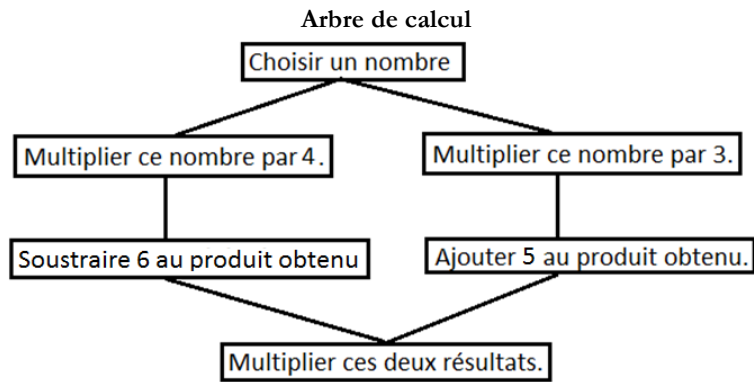 Arbre de calcul
Choisir un nombre
Multiplier ce nombre par 4.
Multiplier ce nombre par 3.
Soustraire 6 au produit obtenu
Ajouter 5 au produit obtenu.
Multiplier ces deux résultats.